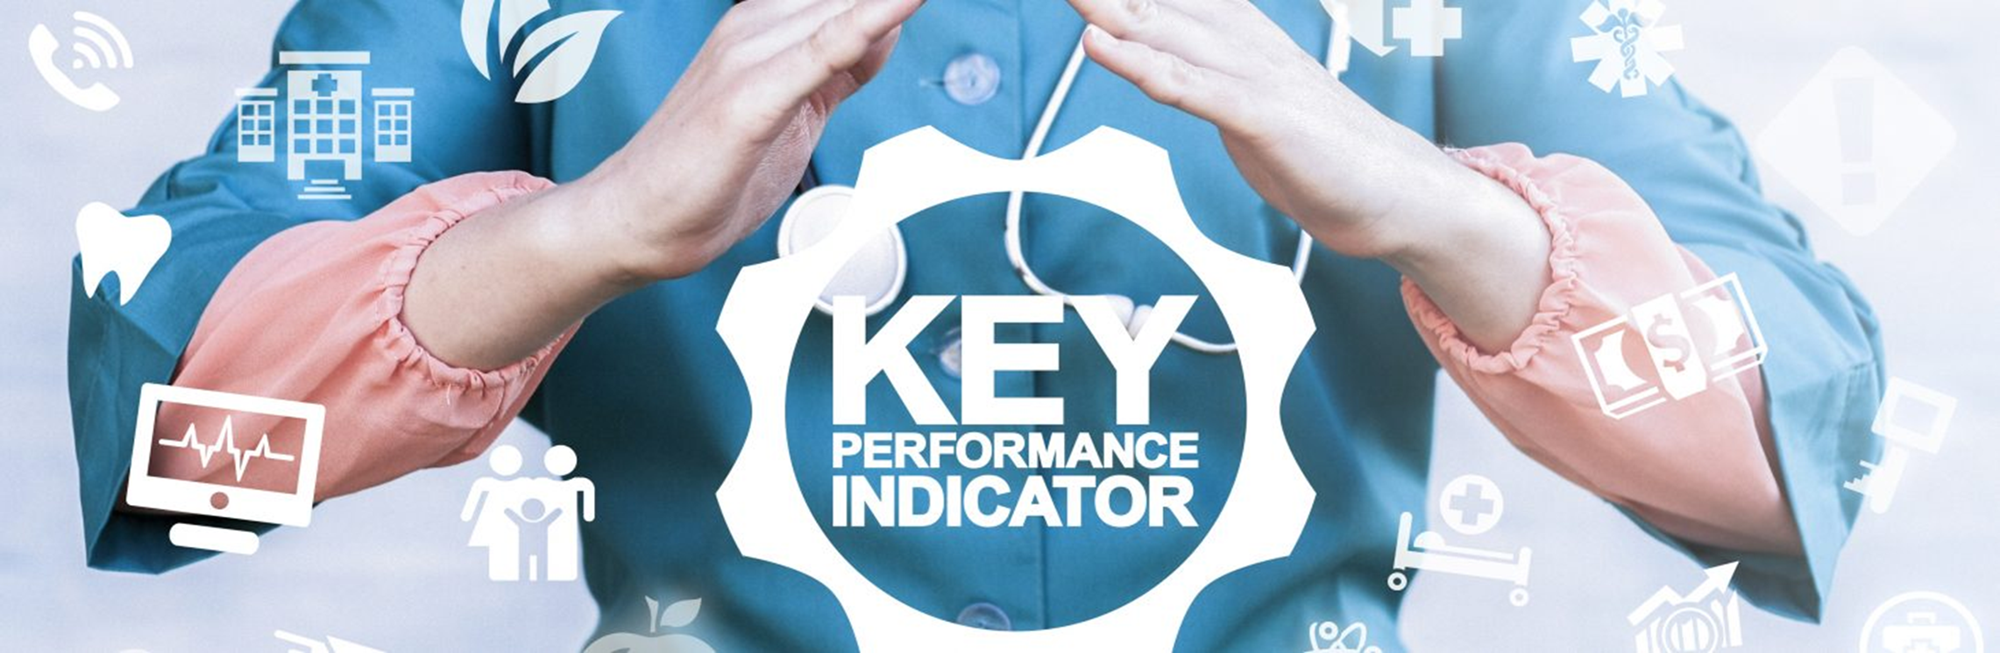 KEY
PERFORMANCE
INDICATOR
$